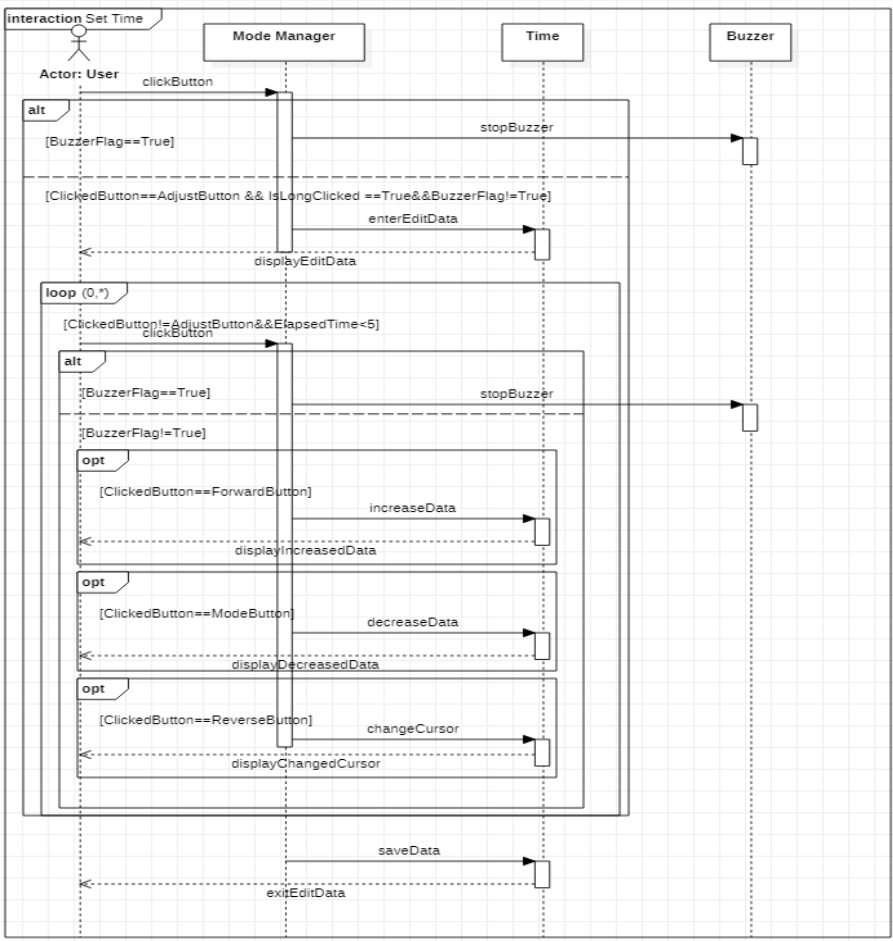 interaction Set Time
Mode Manager
Time
Buzzer
Actor: User
clickButton
alt
stopBuzzer
[BuzzerFlag==True]
[ClickedButton==AdjustButton && IsLongClicked ==True&&BuzzerFlag!=True]
enterEditData
displayEditData
loop (0,*)
[ClickedButton!=AdjustButton&&ElapsedTime<5]
clickButton
alt
[BuzzerFlag==True]
stopBuzzer
[BuzzerFlag!=True]
opt
[ClickedButton==ForwardButton]
increaseData
displayIncreasedData
opt
[ClickedButton==ModeButton]
decreaseData
displayDecreasedData
opt
[ClickedButton==ReverseButton]
changeCursor
displayChangedCursor
saveData
exitEditData